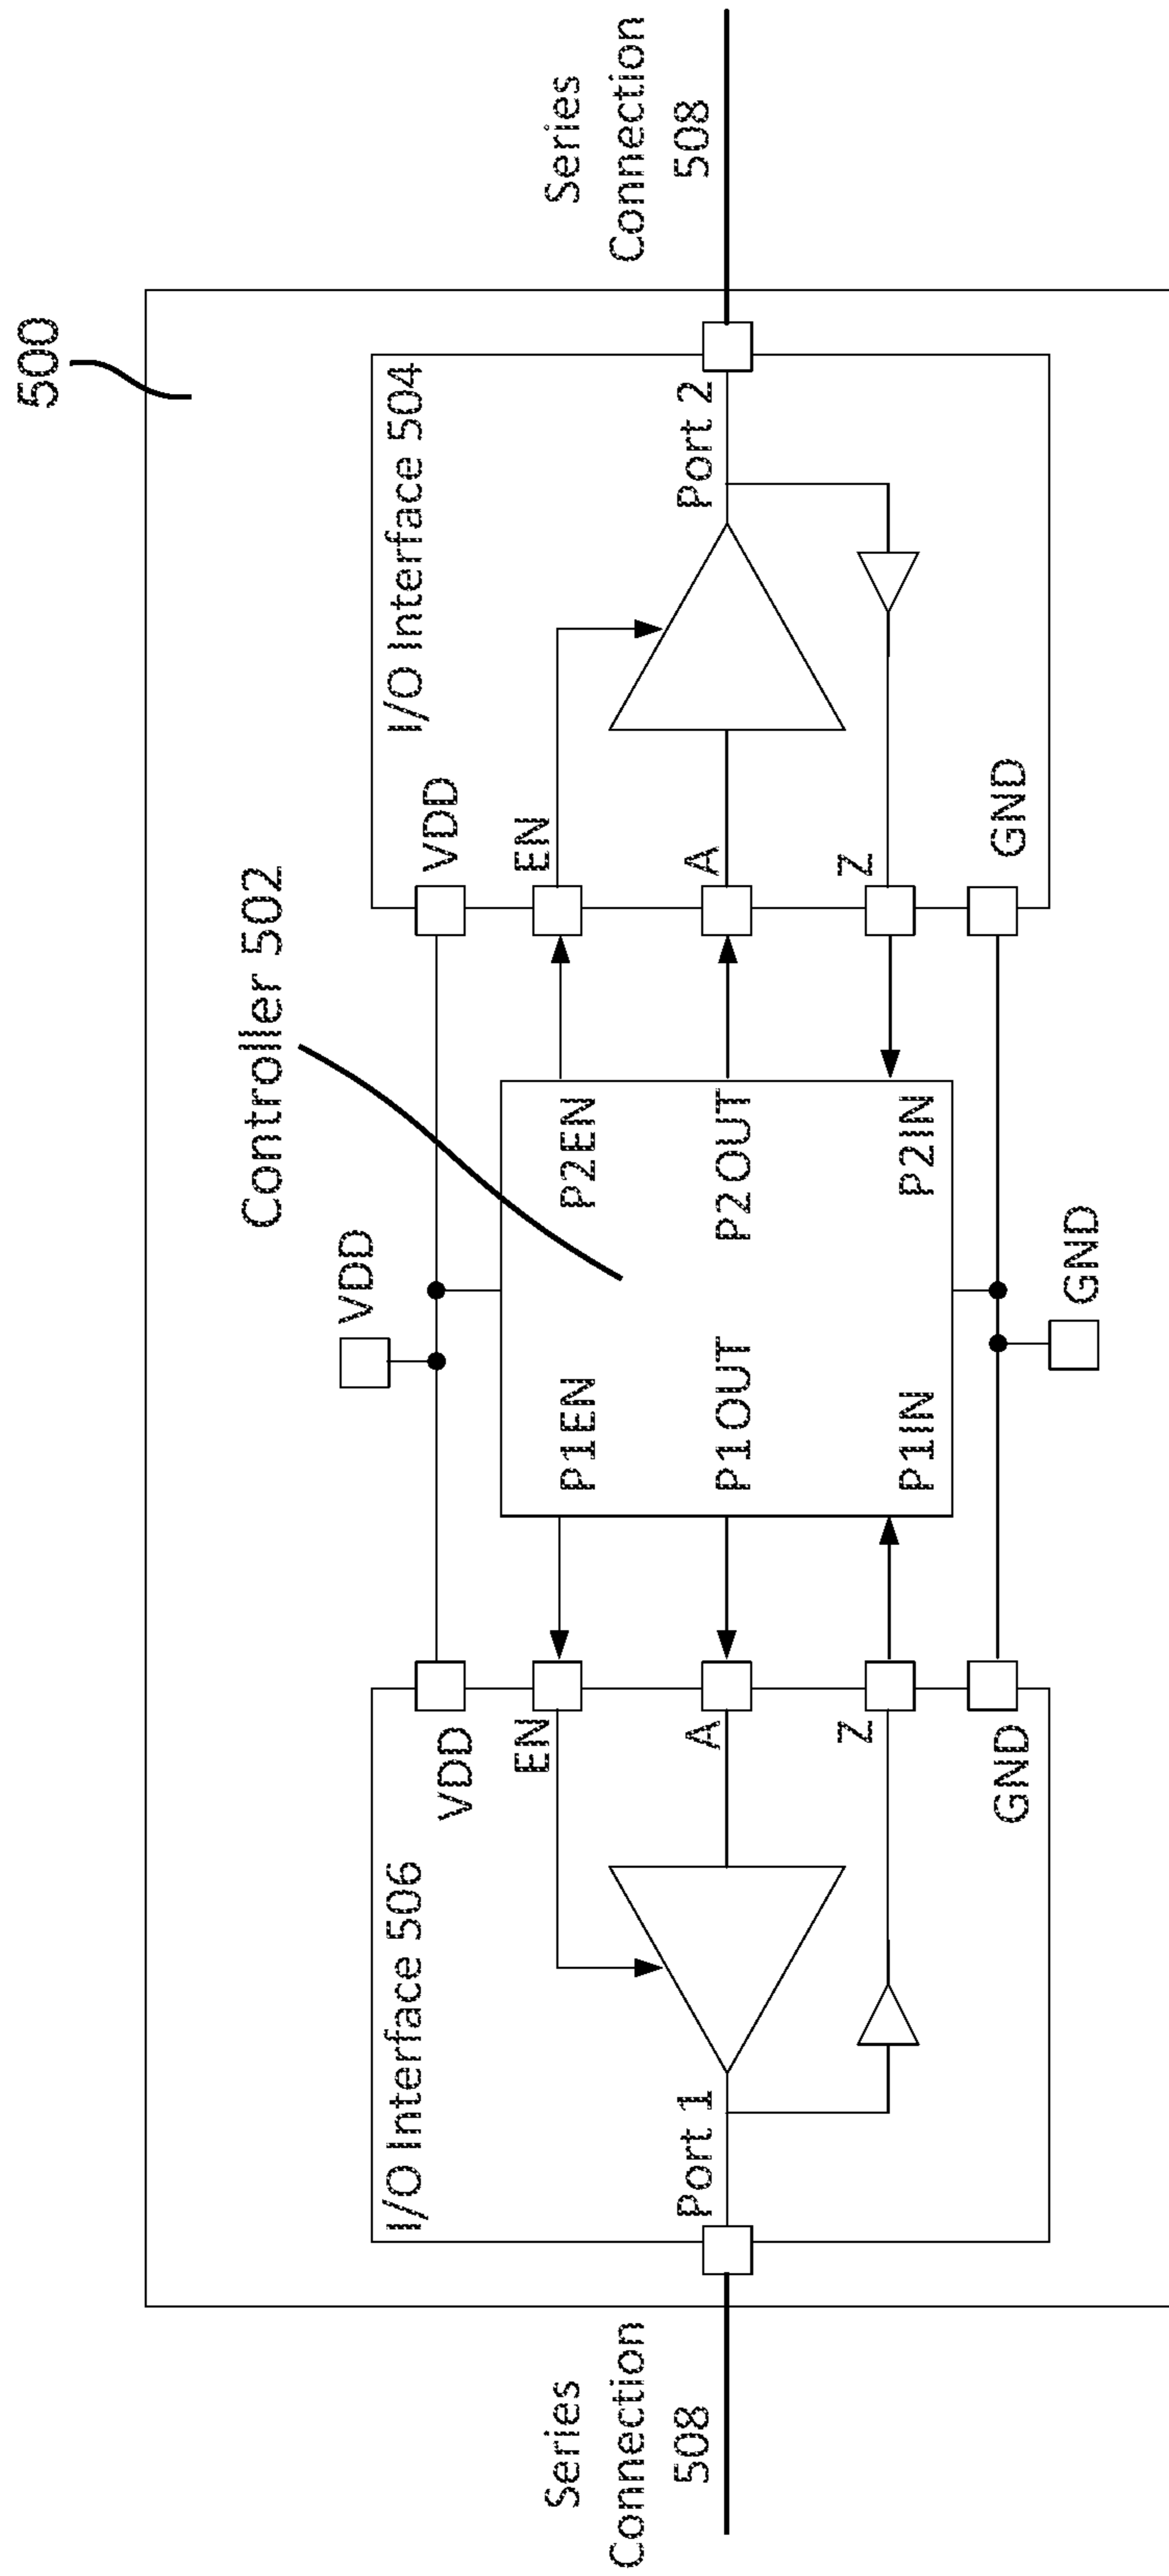 500
Controller 502
VDD
I/O Interface 506
I/O Interface 504
VDD
VDD
EN
P1EN
P2EN
EN
Series
Connection
508
Port 1
A
P1OUT
P2OUT
A
Port 2
Series
Connection
508
Z
P1IN
P2IN
Z
GND
GND
GND